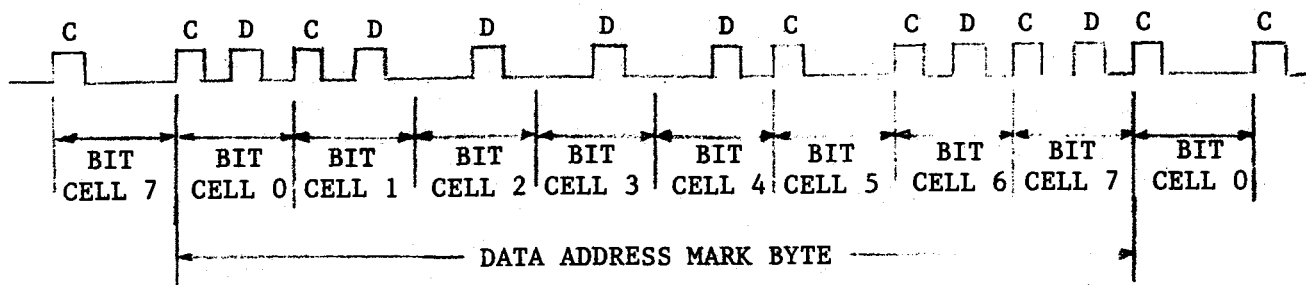 C C D C D D D D C C D C D C C
BIT BIT BIT BIT BIT BIT BIT BIT BIT BIT
CELL 7 CELL 0 CELL 1 CELL 2 CELL 3 CELL 4 CELL 5 CELL 6 CELL 7 CELL 0
DATA ADDRESS MARK BYTE